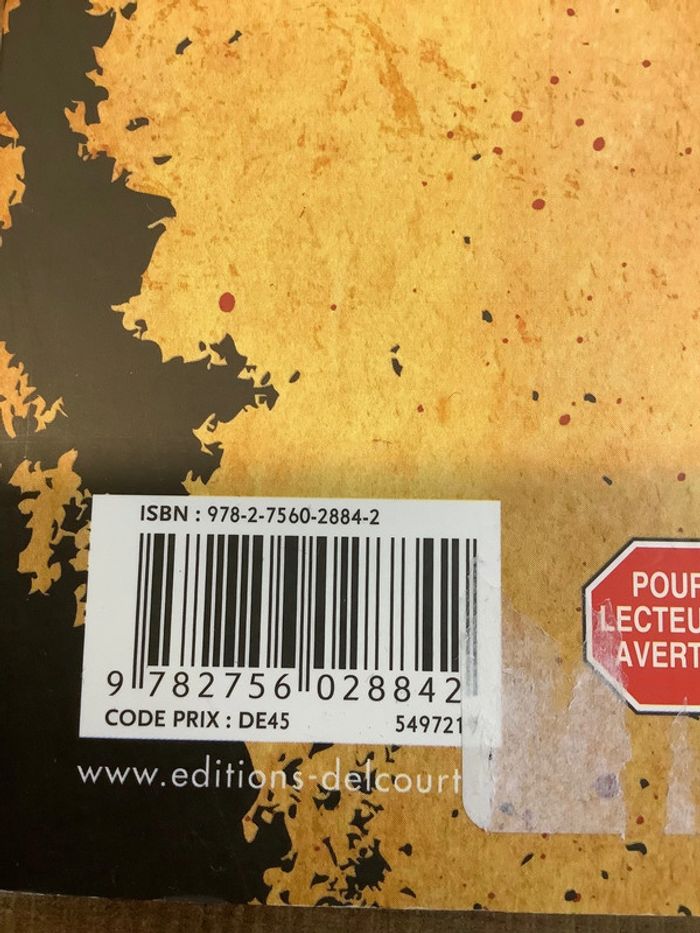 ISBN : 978-2-7560-2884-2
9 782756 028842
CODE PRIX : DE45
549721
www.editions-delcourt
POUR
LECTEU
AVERT